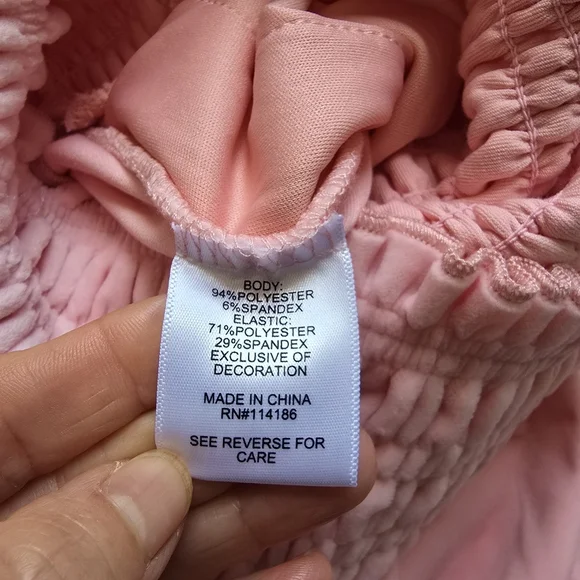 BODY:
94%POLYESTER
6%SPANDEX
ELASTIC:
71%POLYESTER
29%SPANDEX
EXCLUSIVE OF
DECORATION
MADE IN CHINA
RN#114186
SEE REVERSE FOR
CARE